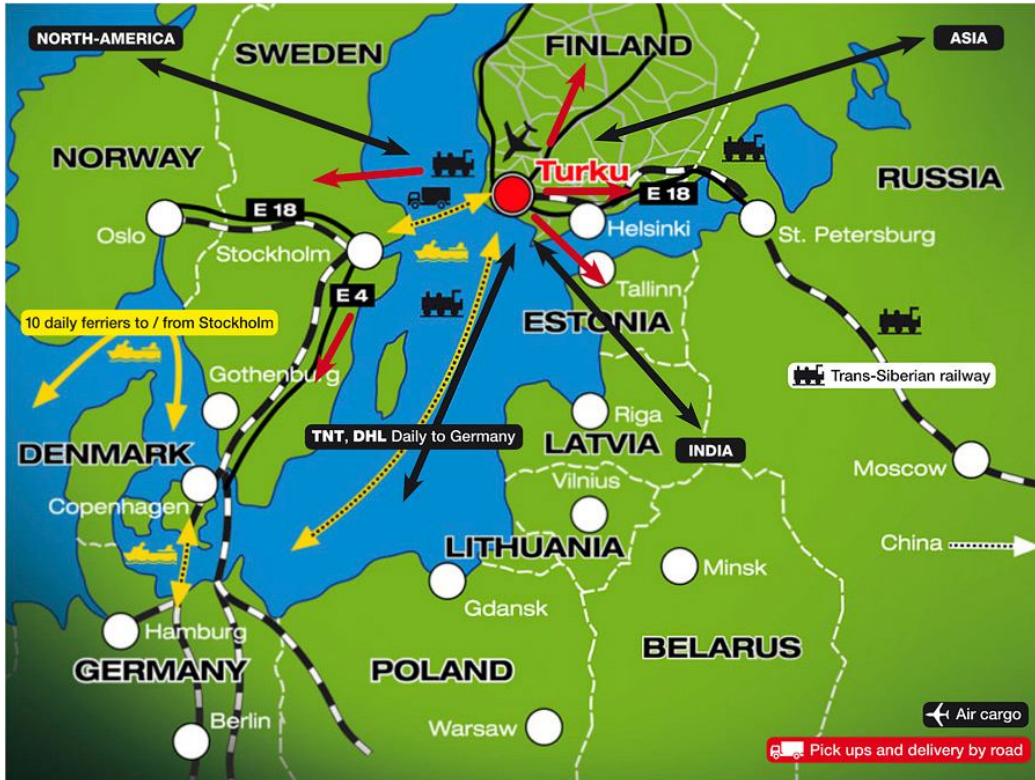 NORTH-AMERICA
SWEDEN
FINLAND
ASIA
NORWAY
Turku
RUSSIA
E 18
E 18
Oslo
Stockholm
Helsinki
St. Petersburg
E 4
Tallinn
10 daily ferriers to / from Stockholm
ESTONIA
Gothenburg
Trans-Siberian railway
Riga
TNT, DHL Daily to Germany
LATVIA
INDIA
DENMARK
Moscow
Copenhagen
Vilnius
LITHUANIA
China
Minsk
Gdansk
Hamburg
BELARUS
GERMANY
POLAND
Berlin
Warsaw
Air cargo
Pick ups and delivery by road